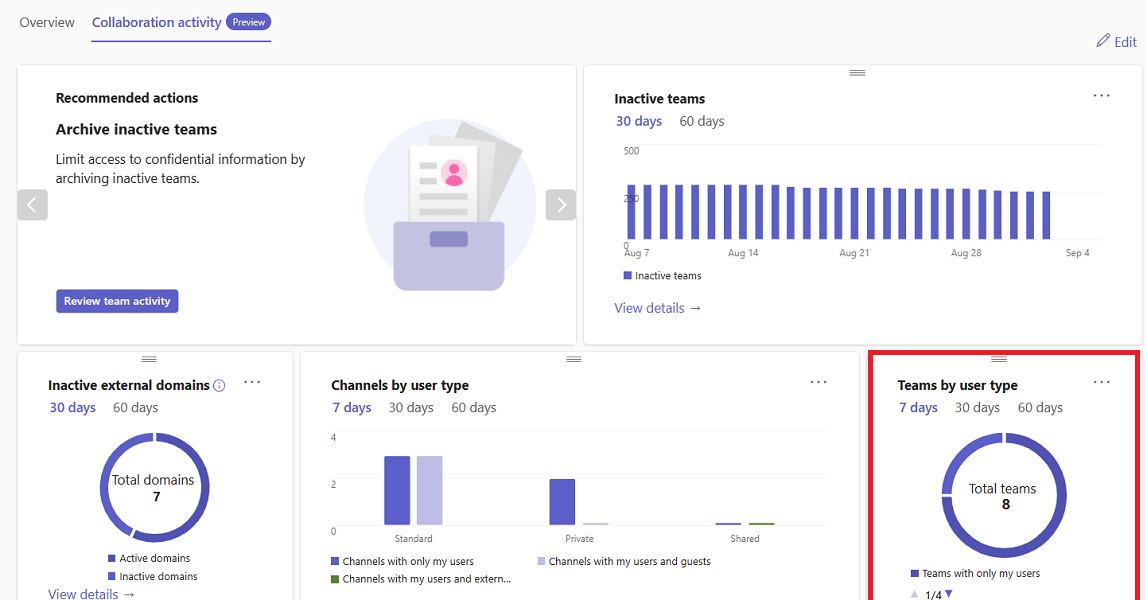 Overview
Collaboration activity
Preview
Edit
Recommended actions
Archive inactive teams
Limit access to confidential information by
archiving inactive teams.
Review team activity
Inactive teams
30 days 60 days
500
250
0
Aug 7 Aug 14 Aug 21 Aug 28 Sep 4
Inactive teams
View details →
Inactive external domains
30 days 60 days
Total domains
7
Active domains
Inactive domains
View details →
Channels by user type
7 days 30 days 60 days
4
2
0
Standard Private Shared
Channels with only my users
Channels with my users and guests
Channels with my users and extern...
Teams by user type
7 days 30 days 60 days
Total teams
8
Teams with only my users
1/4